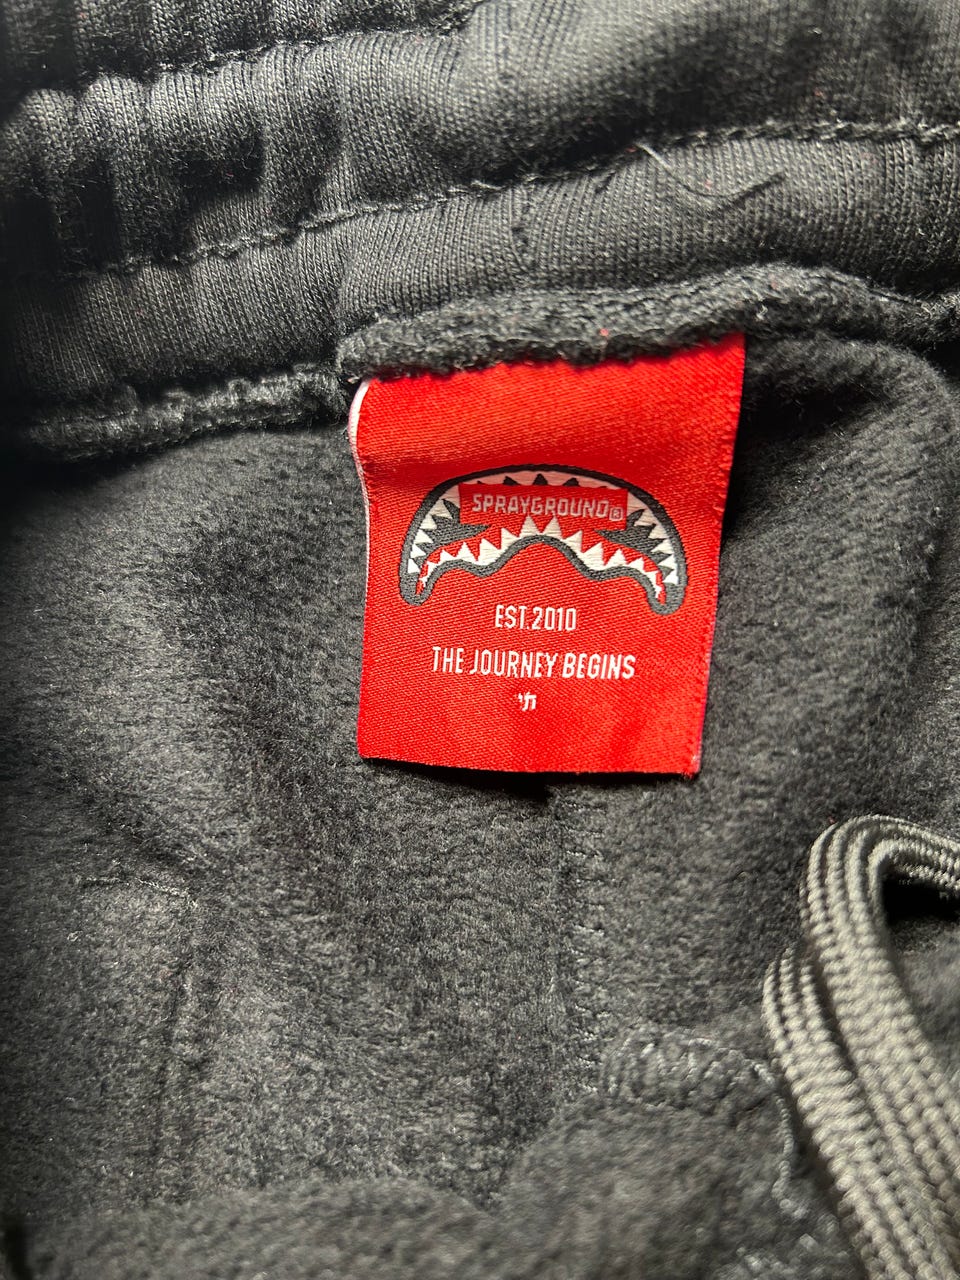 SPRAYGROUND®
EST.2010
THE JOURNEY BEGINS